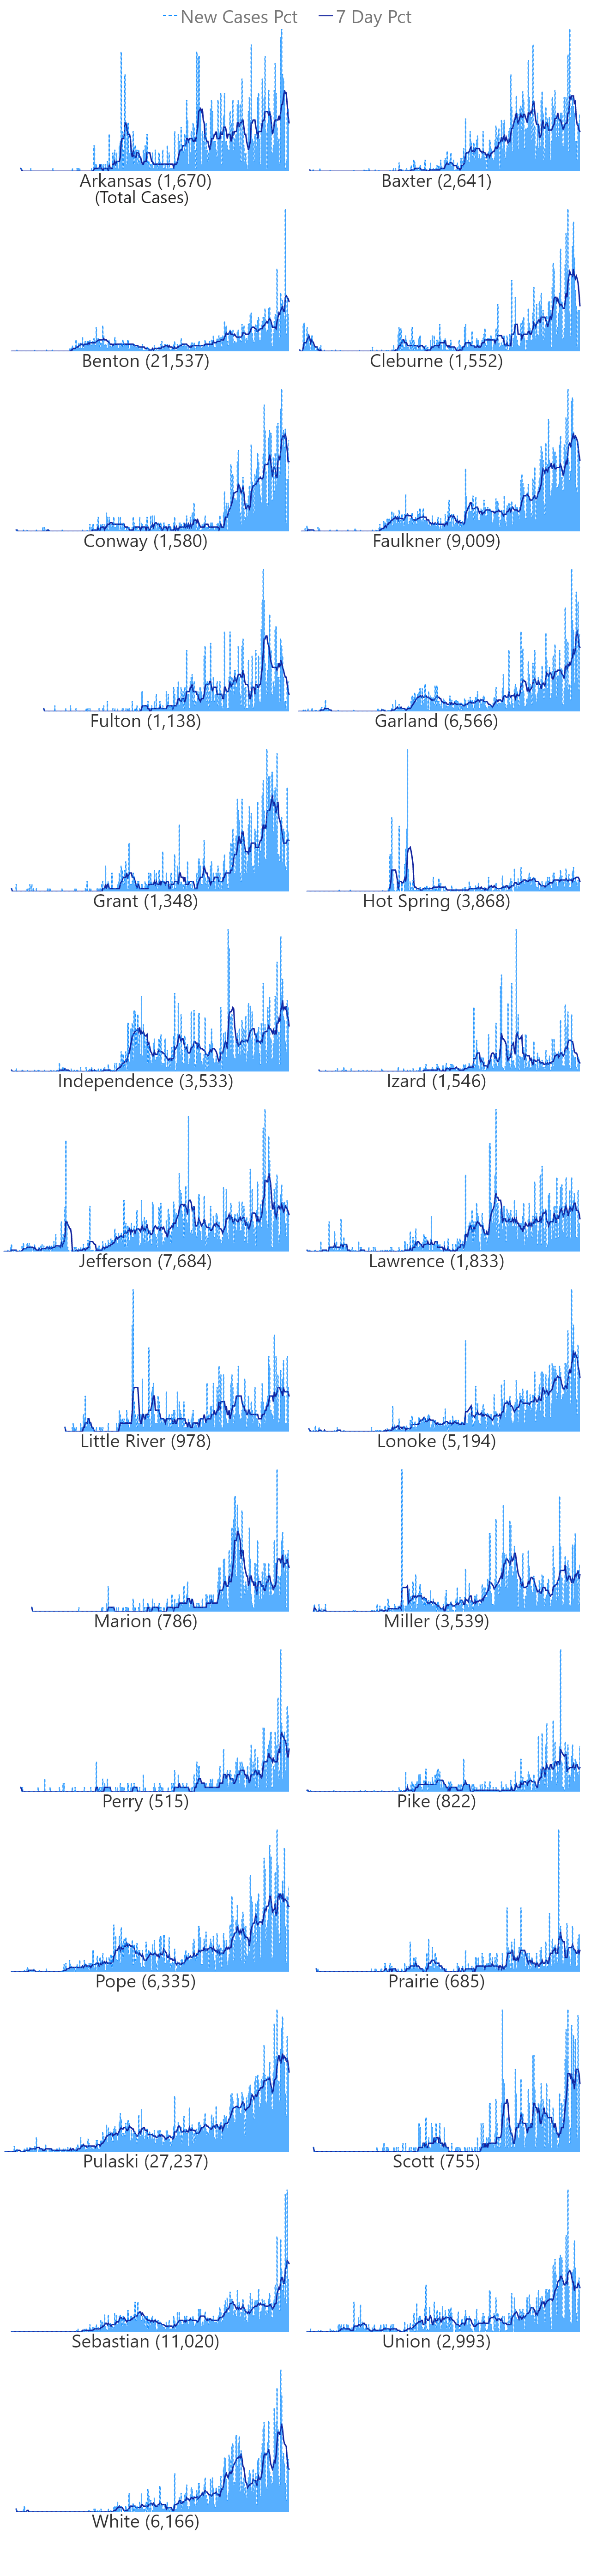 New Cases Pct 7 Day Pct
Arkansas (1,670) Baxter (2,641)
(Total Cases)
Benton (21,537) Cleburne (1,552)
Conway (1,580) Faulkner (9,009)
Fulton (1,138) Garland (6,566)
Grant (1,348) Hot Spring (3,868)
Independence (3,533) Izard (1,546)
Jefferson (7,684) Lawrence (1,833)
Little River (978) Lonoke (5,194)
Marion (786) Miller (3,539)
Perry (515) Pike (822)
Pope (6,335) Prairie (685)
Pulaski (27,237) Scott (755)
Sebastian (11,020) Union (2,993)
White (6,166)